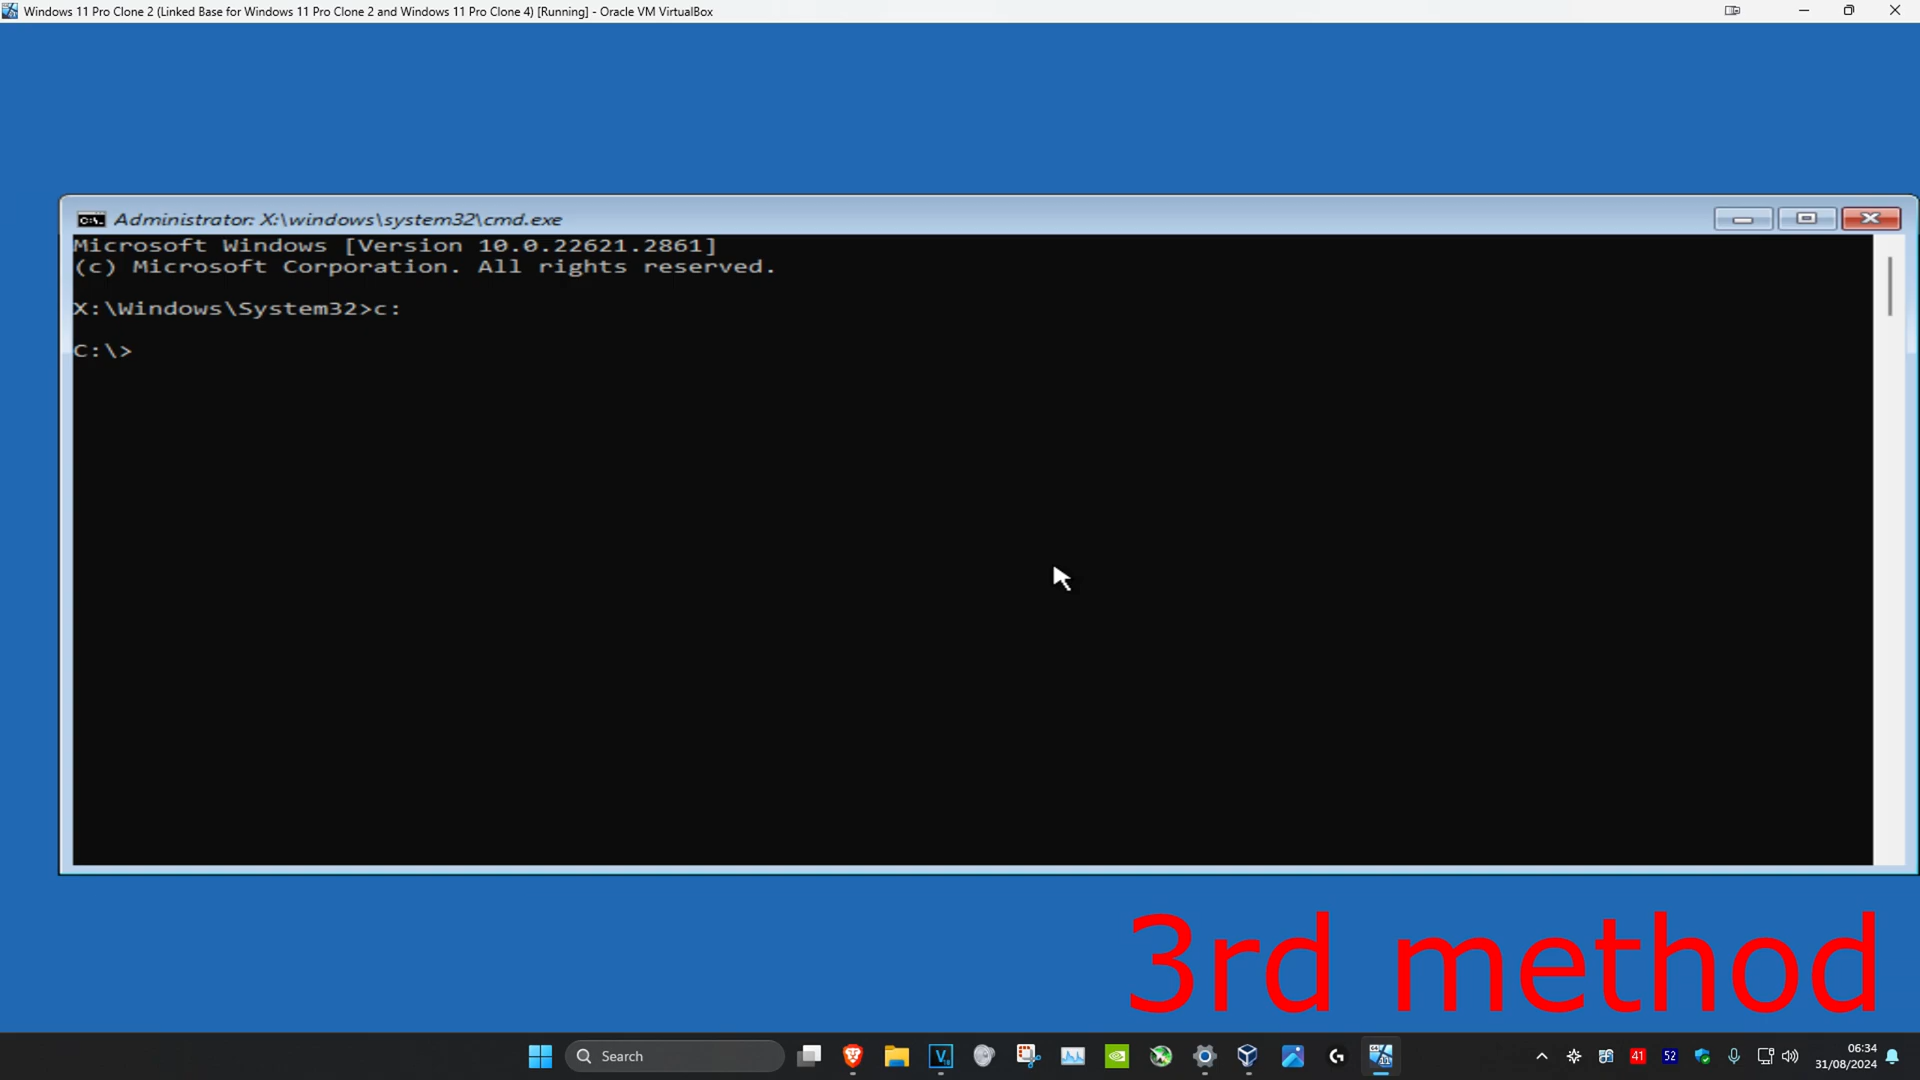 Windows 11 Pro Clone 2 (Linked Base for Windows 11 Pro Clone 2 and Windows 11 Pro Clone 4) [Running] - Oracle VM VirtualBox
Administrator: X:\windows\system32\cmd.exe
Microsoft Windows [Version 10.0.22621.2861]
(c) Microsoft Corporation. All rights reserved.
X:\Windows\System32>c:
C:\>
3rd method
Search
41
52
06:34
31/08/2024